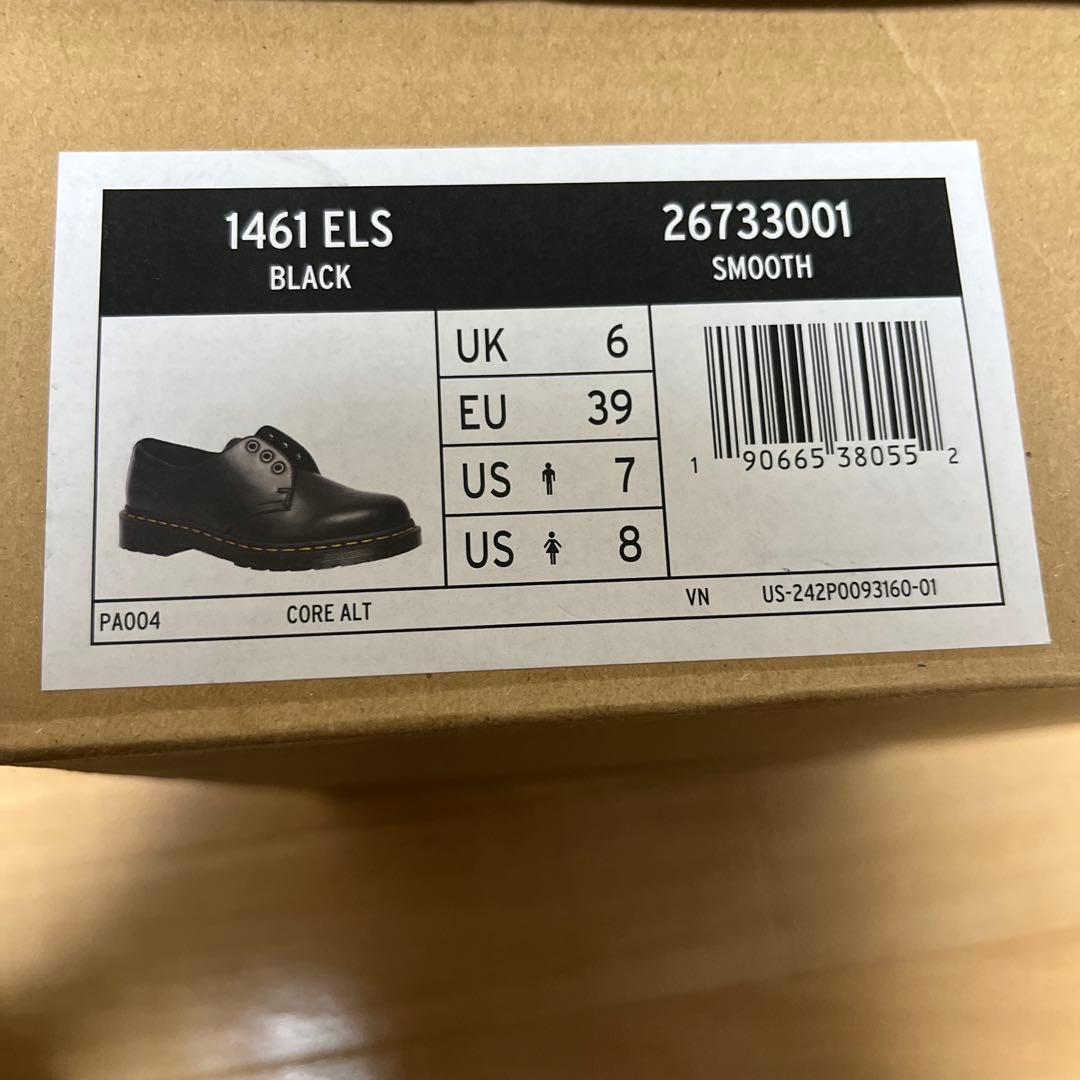 1461 ELS
BLACK
26733001
SMOOTH
UK 6
EU 39
US 7
US 8
1 90665 38055 2
PA004 CORE ALT VN US-242P0093160-01